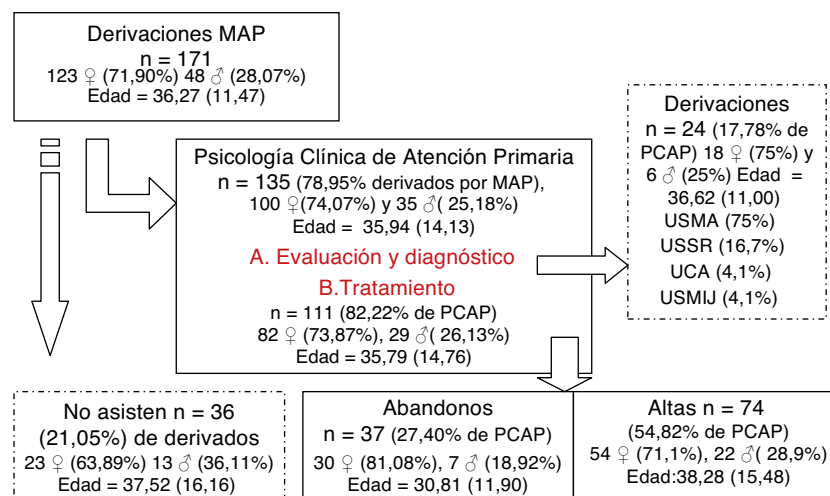 Derivaciones MAP
n = 171
123 ♀ (71,90%) 48 ♂ (28,07%)
Edad = 36,27 (11,47)
Psicología Clínica de Atención Primaria
n = 135 (78,95% derivados por MAP),
100 ♀(74,07%) y 35 ♂( 25,18%)
Edad = 35,94 (14,13)
A. Evaluación y diagnóstico
B.Tratamiento
n = 111 (82,22% de PCAP)
82 ♀ (73,87%), 29 ♂( 26,13%)
Edad = 35,79 (14,76)
Derivaciones
n = 24 (17,78% de
PCAP) 18 ♀ (75%) y
6 ♂ (25%) Edad =
36,62 (11,00)
USMA (75%)
USSR (16,7%)
UCA (4,1%)
USMIJ (4,1%)
No asisten n = 36
(21,05%) de derivados
23 ♀ (63,89%) 13 ♂ (36,11%)
Edad = 37,52 (16,16)
Abandonos
n = 37 (27,40% de PCAP)
30 ♀ (81,08%), 7 ♂ (18,92%)
Edad = 30,81 (11,90)
Altas n = 74
(54,82% de PCAP)
54 ♀ (71,1%), 22 ♂( 28,9%)
Edad:38,28 (15,48)